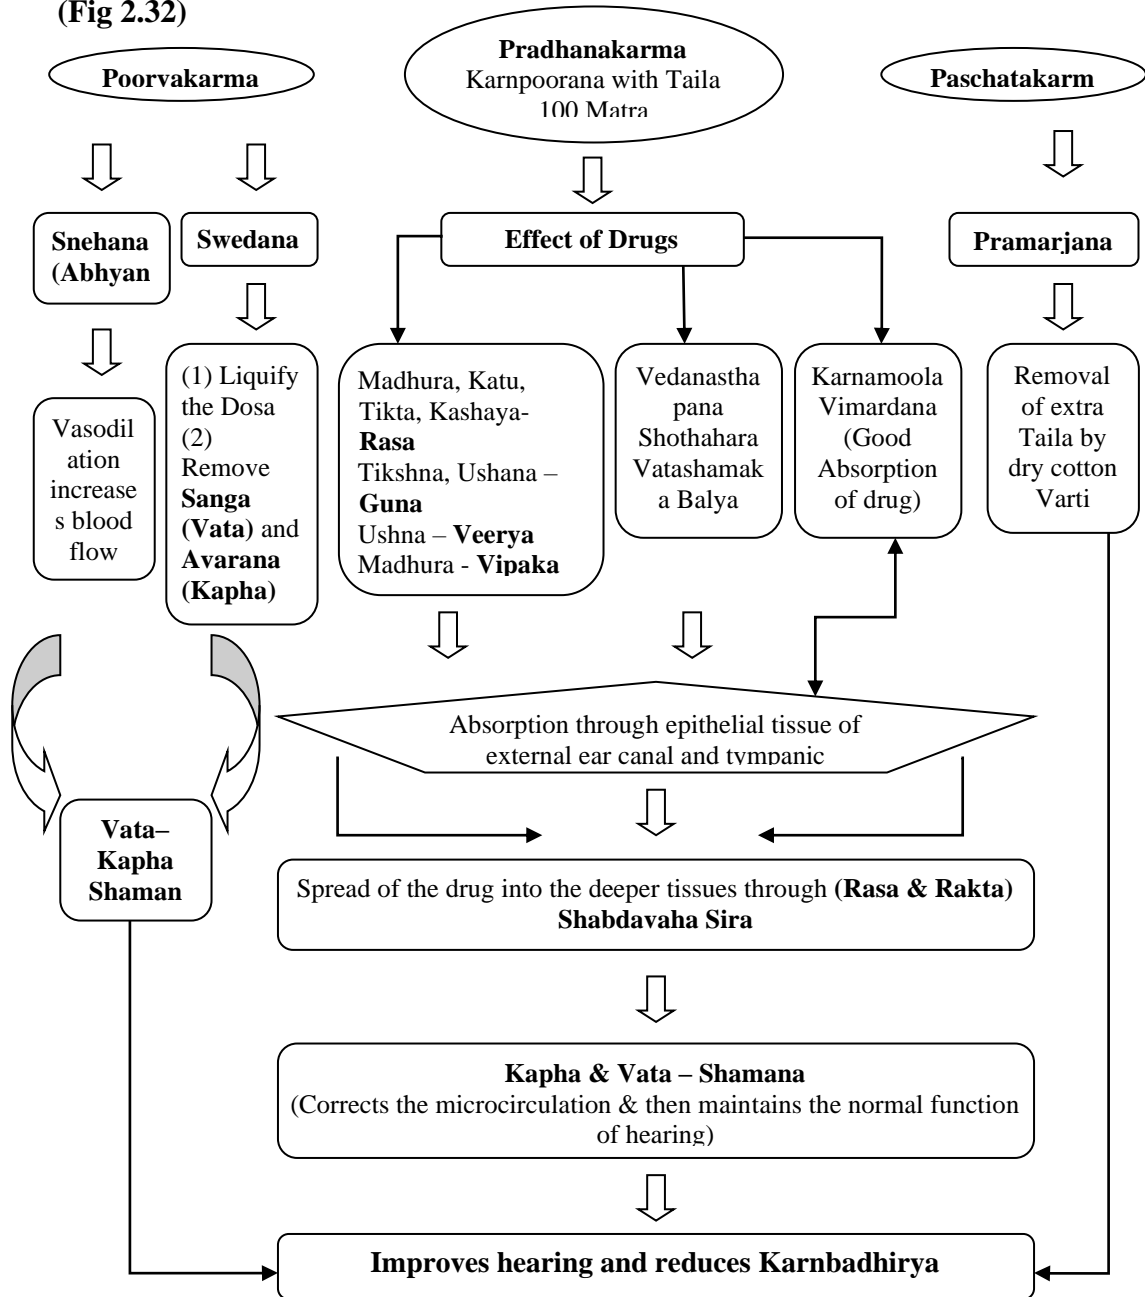 (Fig 2.32)
Poorvakarma
Pradhanakarma
Karnpoorana with Taila
100 Matra
Paschatakarm
Snehana
(Abhyan
Swedana
Effect of Drugs
Pramarjana
Vasodil
ation
increase
s blood
flow
(1) Liquify
the Dosa
(2)
Remove
Sanga
(Vata) and
Avarana
(Kapha)
Madhura, Katu,
Tikta, Kashaya-
Rasa
Tikshna, Ushana –
Guna
Ushna – Veerya
Madhura - Vipaka
Vedanastha
pana
Shothahara
Vatashamak
a Balya
Karnamoola
Vimardana
(Good
Absorption
of drug)
Removal
of extra
Taila by
dry cotton
Varti
Absorption through epithelial tissue of
external ear canal and tympanic
Vata–
Kapha
Shaman
Spread of the drug into the deeper tissues through (Rasa & Rakta)
Shabdavaha Sira
Kapha & Vata – Shamana
(Corrects the microcirculation & then maintains the normal function
of hearing)
Improves hearing and reduces Karnbadhirya